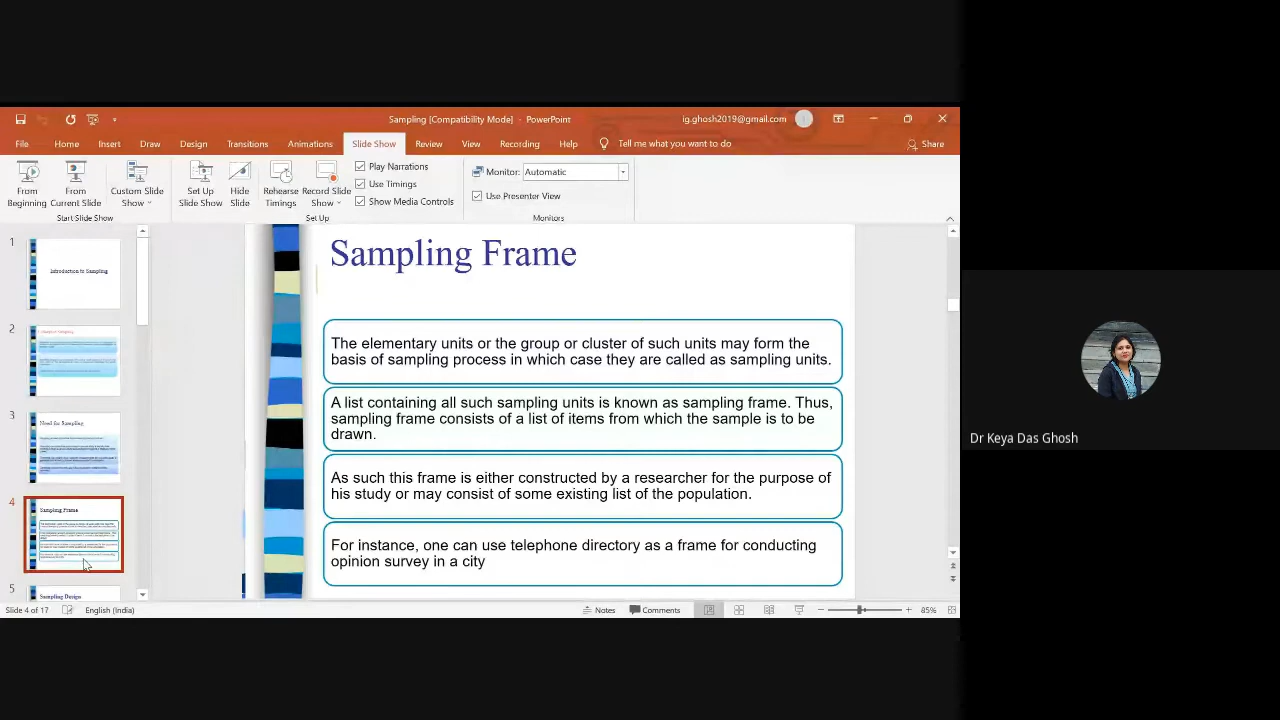 Sampling [Compatibility Mode] - PowerPoint
ig.ghosh2019@gmail.com
File Home Insert Draw Design Transitions Animations Slide Show Review View Recording Help Tell me what you want to do Share
From Beginning
From Current Slide
Custom Slide Show
Start Slide Show
Set Up Slide Show
Hide Slide
Rehearse Timings
Record Slide Show
Play Narrations
Use Timings
Show Media Controls
Set Up
Monitor: Automatic
Use Presenter View
Monitors
1
Introduction to Sampling
2
3
Need for Sampling
4
Sampling Frame
5
Sampling Design
Sampling Frame
The elementary units or the group or cluster of such units may form the
basis of sampling process in which case they are called as sampling units.
A list containing all such sampling units is known as sampling frame. Thus,
sampling frame consists of a list of items from which the sample is to be
drawn.
As such this frame is either constructed by a researcher for the purpose of
his study or may consist of some existing list of the population.
For instance, one can use telephone directory as a frame for conducting
opinion survey in a city
Dr Keya Das Ghosh
Slide 4 of 17 English (India) Notes Comments 85%